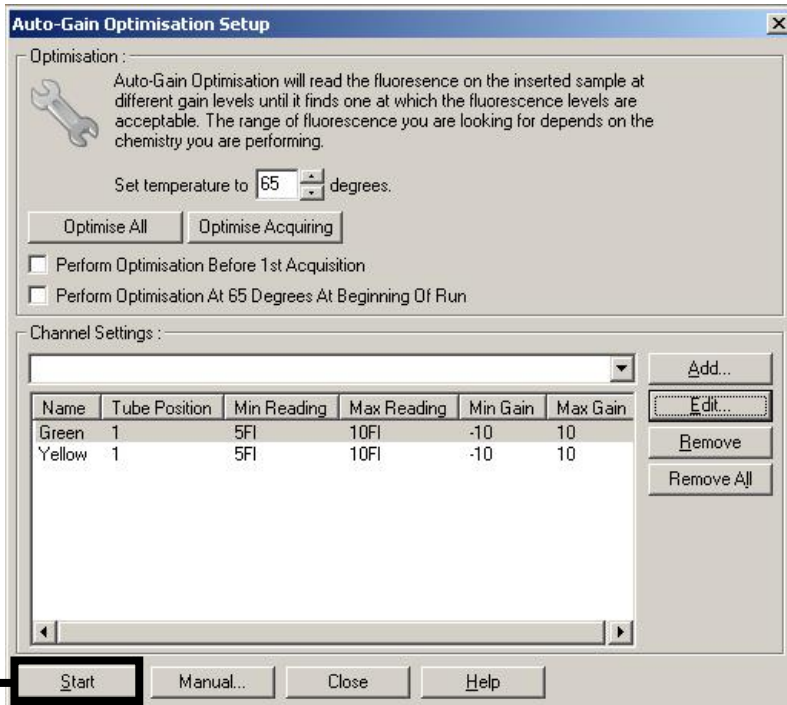 Auto-Gain Optimisation Setup
Optimisation :
Auto-Gain Optimisation will read the fluoresence on the inserted sample at
different gain levels until it finds one at which the fluorescence levels are
acceptable. The range of fluorescence you are looking for depends on the
chemistry you are performing.
Set temperature to 65 degrees.
Optimise All Optimise Acquiring
Perform Optimisation Before 1st Acquisition
Perform Optimisation At 65 Degrees At Beginning Of Run
Channel Settings :
Add...
Name Tube Position Min Reading Max Reading Min Gain Max Gain
Edit...
Green 1 5Fl 10Fl -10 10
Remove
Yellow 1 5Fl 10Fl -10 10
Remove All
Start Manual... Close Help